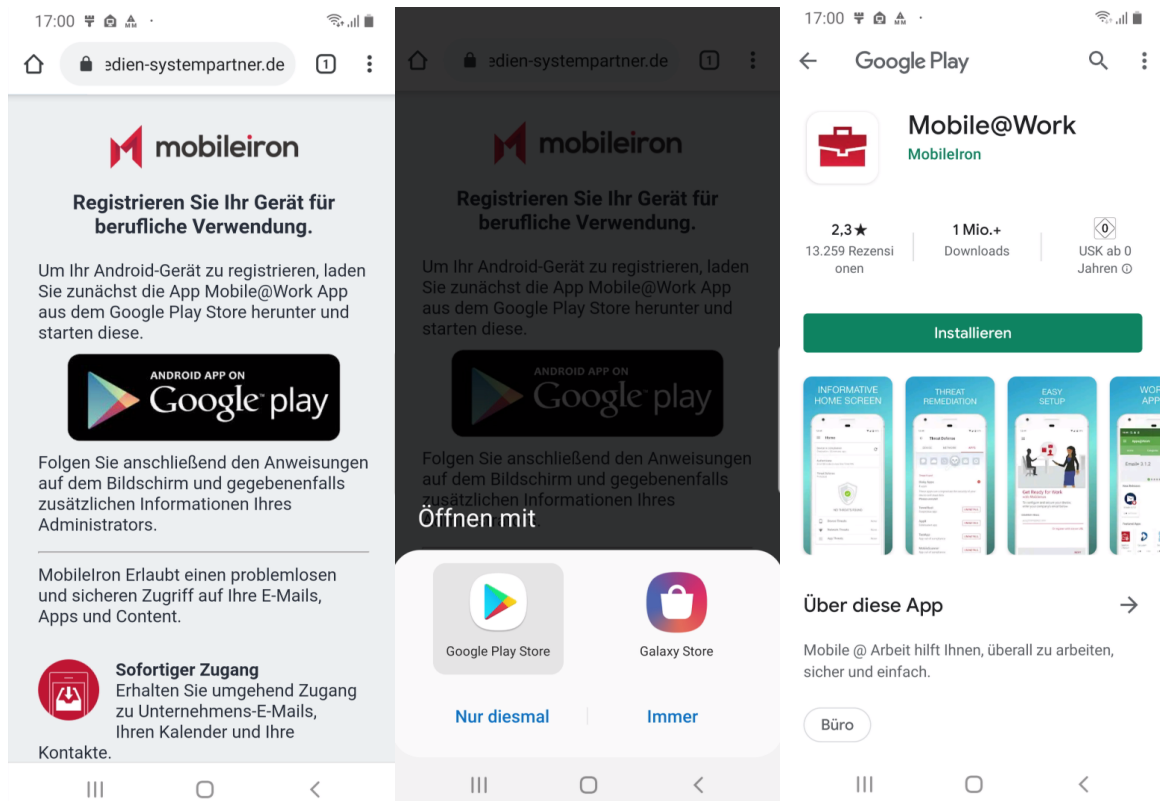 17:00
edien-systempartner.de
1
mobileiron
Registrieren Sie Ihr Gerät für
berufliche Verwendung.
Um Ihr Android-Gerät zu registrieren, laden
Sie zunächst die App Mobile@Work App
aus dem Google Play Store herunter und
starten diese.
ANDROID APP ON
Google play
Folgen Sie anschließend den Anweisungen
auf dem Bildschirm und gegebenenfalls
zusätzlichen Informationen Ihres
Administrators.
MobileIron Erlaubt einen problemlosen
und sicheren Zugriff auf Ihre E-Mails,
Apps und Content.
Sofortiger Zugang
Erhalten Sie umgehend Zugang
zu Unternehmens-E-Mails,
Ihren Kalender und Ihre
Kontakte.
edien-systempartner.de
1
mobileiron
Registrieren Sie Ihr Gerät für
berufliche Verwendung.
Um Ihr Android-Gerät zu registrieren, laden
Sie zunächst die App Mobile@Work App
aus dem Google Play Store herunter und
starten diese.
ANDROID APP ON
Google play
Folgen Sie anschließend den Anweisungen
auf dem Bildschirm und gegebenenfalls
zusätzlichen Informationen Ihres
Öffnen mit
Google Play Store
Galaxy Store
Nur diesmal
Immer
17:00
Google Play
Mobile@Work
MobileIron
2,3★
13.259 Rezensi
onen
1 Mio.+
Downloads
0
USK ab 0
Jahren
Installieren
INFORMATIVE
HOME SCREEN
THREAT
REMEDIATION
EASY
SETUP
WOR
APP
Über diese App
Mobile @ Arbeit hilft Ihnen, überall zu arbeiten,
sicher und einfach.
Büro